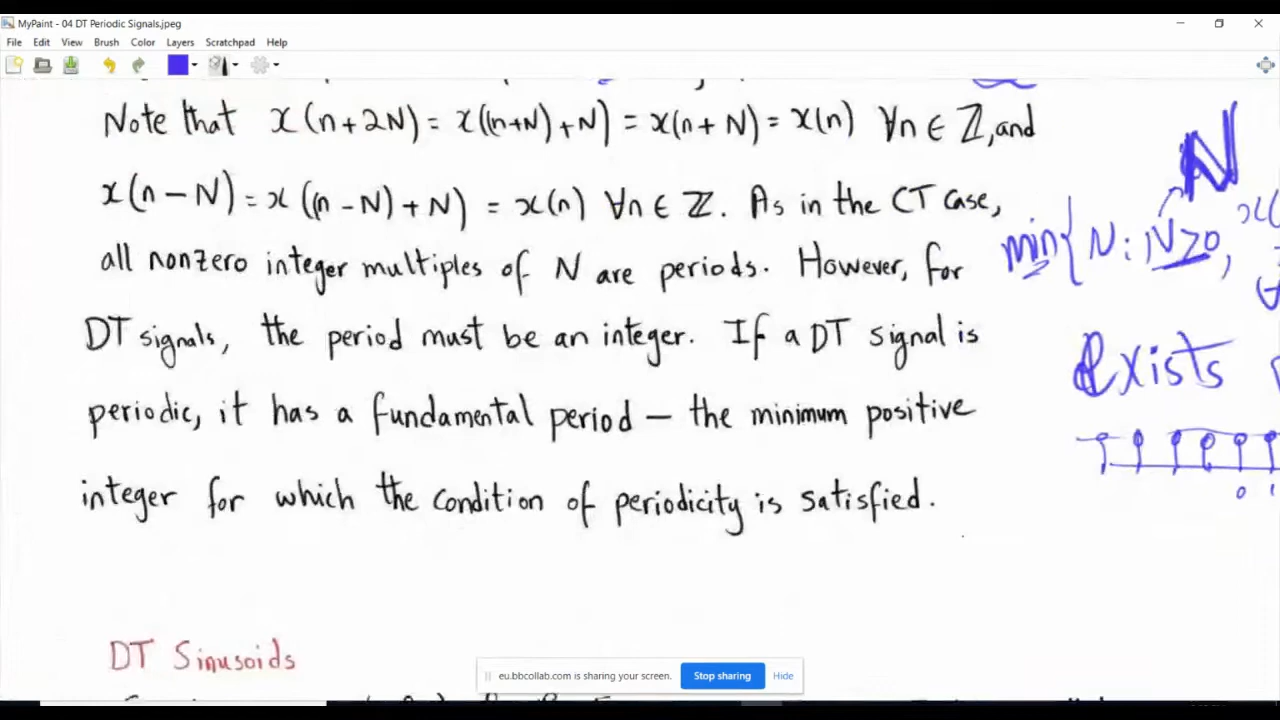 MyPaint - 04 DT Periodic Signals.jpeg
File Edit View Brush Color Layers Scratchpad Help
Note that x(n+2N) = x((n+N)+N) = x(n+N) = x(n) ∀n ∈ ℤ, and
x(n-N) = x((n-N)+N) = x(n) ∀n ∈ ℤ. As in the CT case,
all nonzero integer multiples of N are periods. However, for
DT signals, the period must be an integer. If a DT signal is
periodic, it has a fundamental period — the minimum positive
integer for which the condition of periodicity is satisfied.
N
min{N: N>0, x(
Exists
0 1
DT Sinusoids
eu.bbcollab.com is sharing your screen. Stop sharing Hide